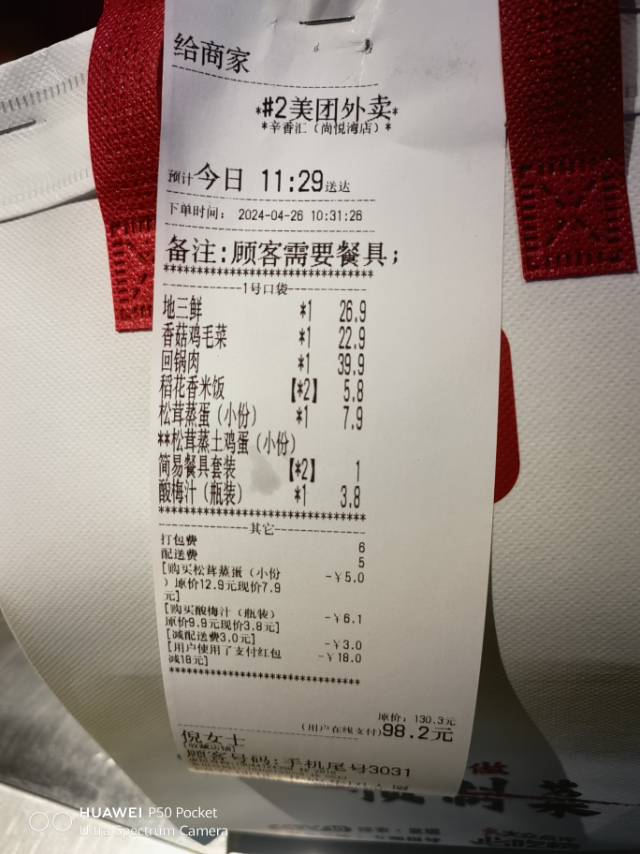 给商家
*#2美团外卖*
*辛香汇（尚悦湾店）*
预计今日 11:29送达
下单时间： 2024-04-26 10:31:26
备注:顾客需要餐具;
********************************
1号口袋
地三鲜 *1 26.9
香菇鸡毛菜 *1 22.9
回锅肉 *1 39.9
稻花香米饭 【*2】 5.8
松茸蒸蛋（小份） *1 7.9
**松茸蒸土鸡蛋（小份）
简易餐具套装 【*2】 1
酸梅汁（瓶装） *1 3.8
********************************
其它
打包费 6
配送费 5
[购买松茸蒸蛋（小份 -￥5.0
）原价12.9元现价7.9
元]
[购买酸梅汁（瓶装） -￥6.1
原价9.9元现价3.8元]
[减配送费3.0元] -￥3.0
[用户使用了支付红包 -￥18.0
减18元]
********************************
原价：130.3元
（用户在线支付）98.2元
倪女士
顾客号码：手机尾号3031
做
菜
HUAWEI P50 Pocket
Ultra Spectrum Camera